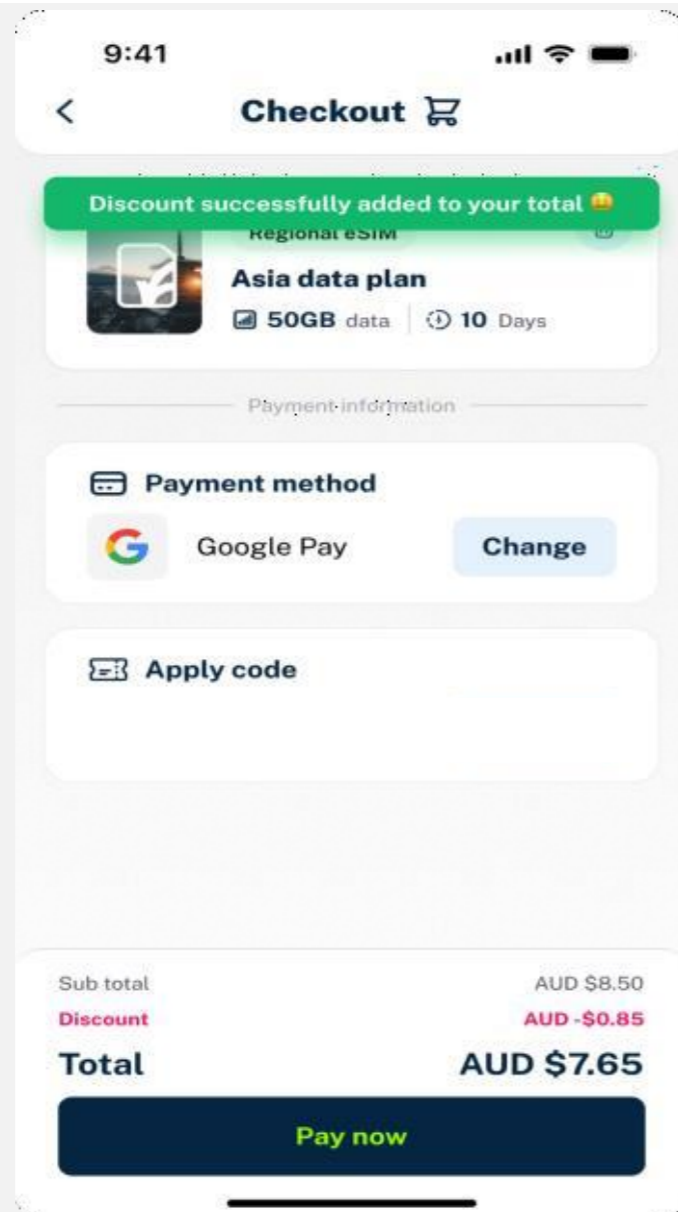 9:41
Checkout
Discount successfully added to your total
Regional eSIM
Asia data plan
50GB data 10 Days
Payment information
Payment method
Google Pay Change
Apply code
Sub total AUD $8.50
Discount AUD -$0.85
Total AUD $7.65
Pay now